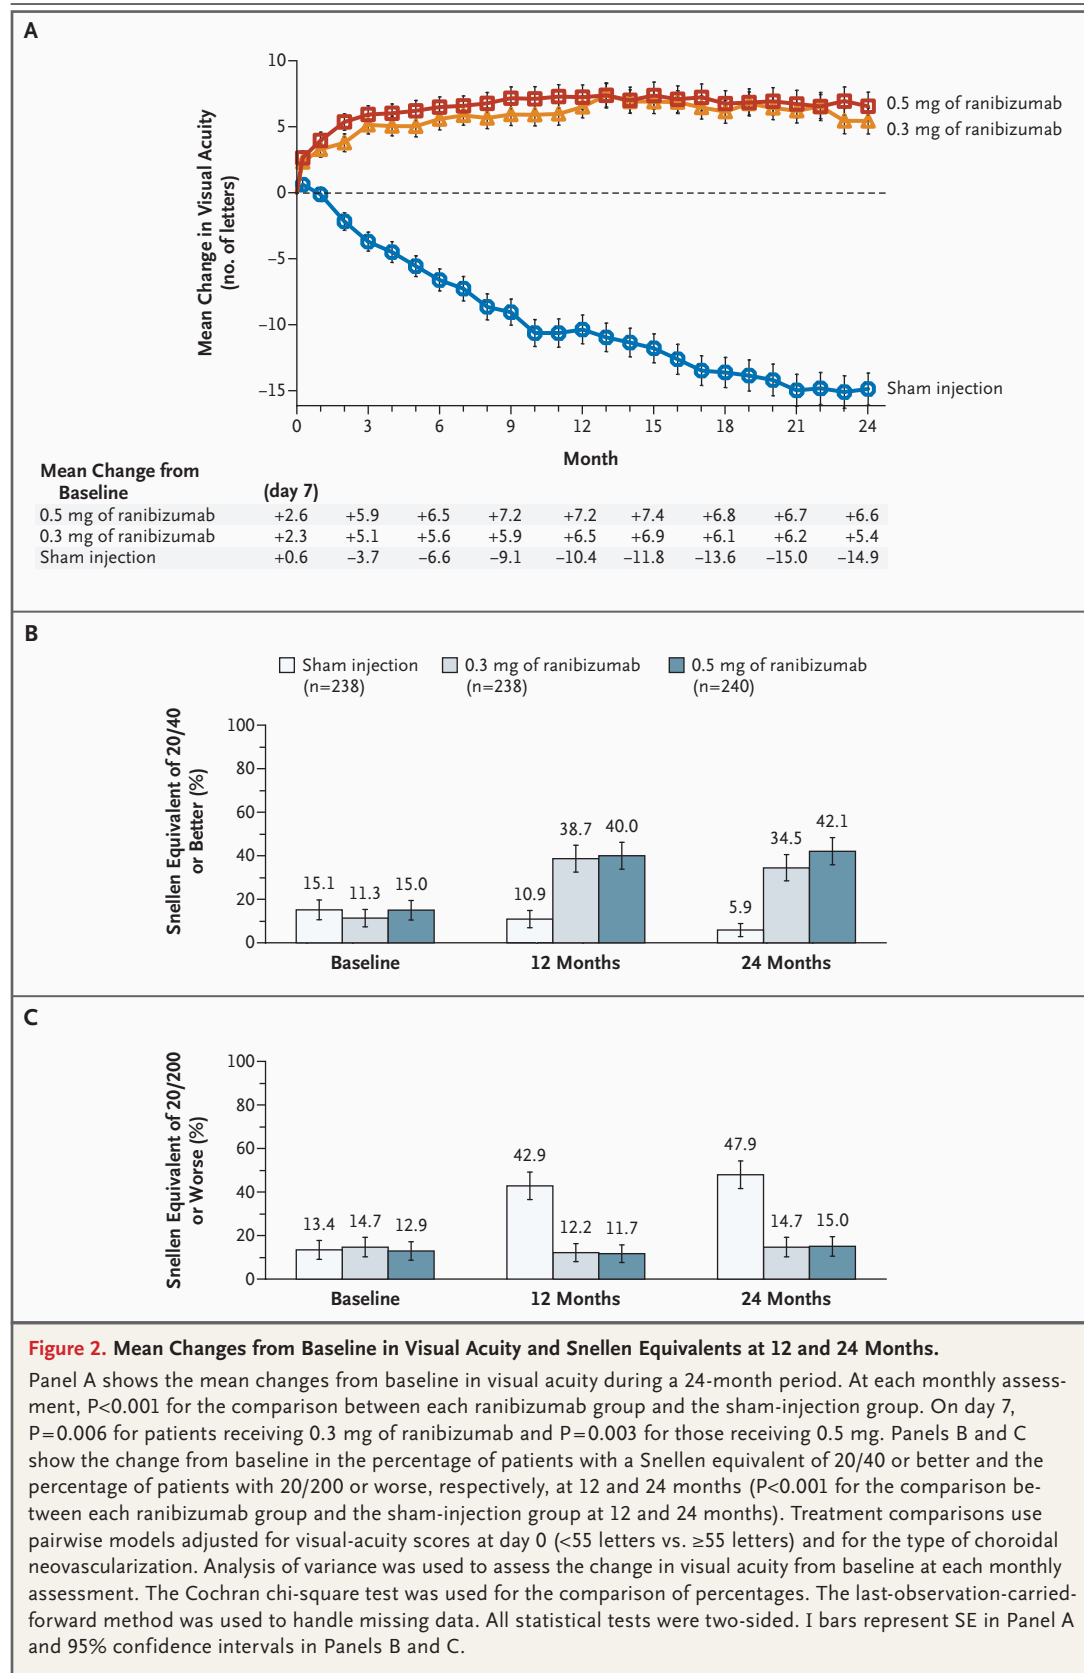 A
Mean Change in Visual Acuity
(no. of letters)
10
5
0
–5
–10
–15
0.5 mg of ranibizumab
0.3 mg of ranibizumab
Sham injection
0 3 6 9 12 15 18 21 24
Month
Mean Change from
Baseline (day 7)
0.5 mg of ranibizumab +2.6 +5.9 +6.5 +7.2 +7.2 +7.4 +6.8 +6.7 +6.6
0.3 mg of ranibizumab +2.3 +5.1 +5.6 +5.9 +6.5 +6.9 +6.1 +6.2 +5.4
Sham injection +0.6 –3.7 –6.6 –9.1 –10.4 –11.8 –13.6 –15.0 –14.9
B
Sham injection 0.3 mg of ranibizumab 0.5 mg of ranibizumab
(n=238) (n=238) (n=240)
Snellen Equivalent of 20/40
or Better (%)
100
80
60
40
20
0
15.1 11.3 15.0
10.9 38.7 40.0
5.9 34.5 42.1
Baseline 12 Months 24 Months
C
Snellen Equivalent of 20/200
or Worse (%)
100
80
60
40
20
0
13.4 14.7 12.9
42.9 12.2 11.7
47.9 14.7 15.0
Baseline 12 Months 24 Months
Figure 2. Mean Changes from Baseline in Visual Acuity and Snellen Equivalents at 12 and 24 Months.
Panel A shows the mean changes from baseline in visual acuity during a 24-month period. At each monthly assess-
ment, P<0.001 for the comparison between each ranibizumab group and the sham-injection group. On day 7,
P=0.006 for patients receiving 0.3 mg of ranibizumab and P=0.003 for those receiving 0.5 mg. Panels B and C
show the change from baseline in the percentage of patients with a Snellen equivalent of 20/40 or better and the
percentage of patients with 20/200 or worse, respectively, at 12 and 24 months (P<0.001 for the comparison be-
tween each ranibizumab group and the sham-injection group at 12 and 24 months). Treatment comparisons use
pairwise models adjusted for visual-acuity scores at day 0 (<55 letters vs. ≥55 letters) and for the type of choroidal
neovascularization. Analysis of variance was used to assess the change in visual acuity from baseline at each monthly
assessment. The Cochran chi-square test was used for the comparison of percentages. The last-observation-carried-
forward method was used to handle missing data. All statistical tests were two-sided. I bars represent SE in Panel A
and 95% confidence intervals in Panels B and C.